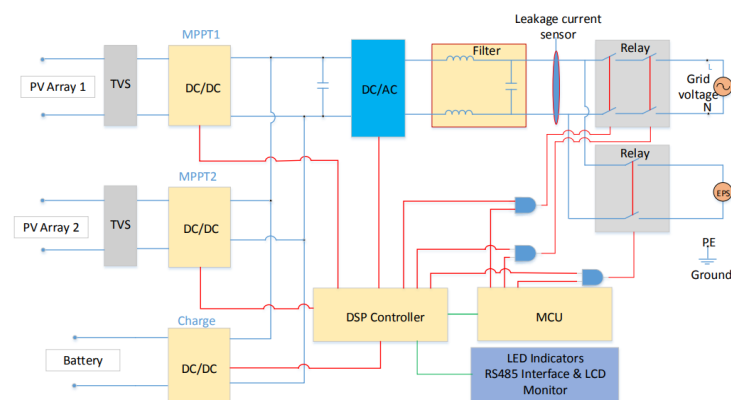 Leakage current
sensor
MPPT1
Filter
Relay
PV Array 1
TVS
DC/DC
DC/AC
L
Grid
voltage
N
MPPT2
Relay
PV Array 2
TVS
DC/DC
EPS
PE
Ground
Charge
DSP Controller
MCU
Battery
DC/DC
LED Indicators
RS485 Interface & LCD
Monitor